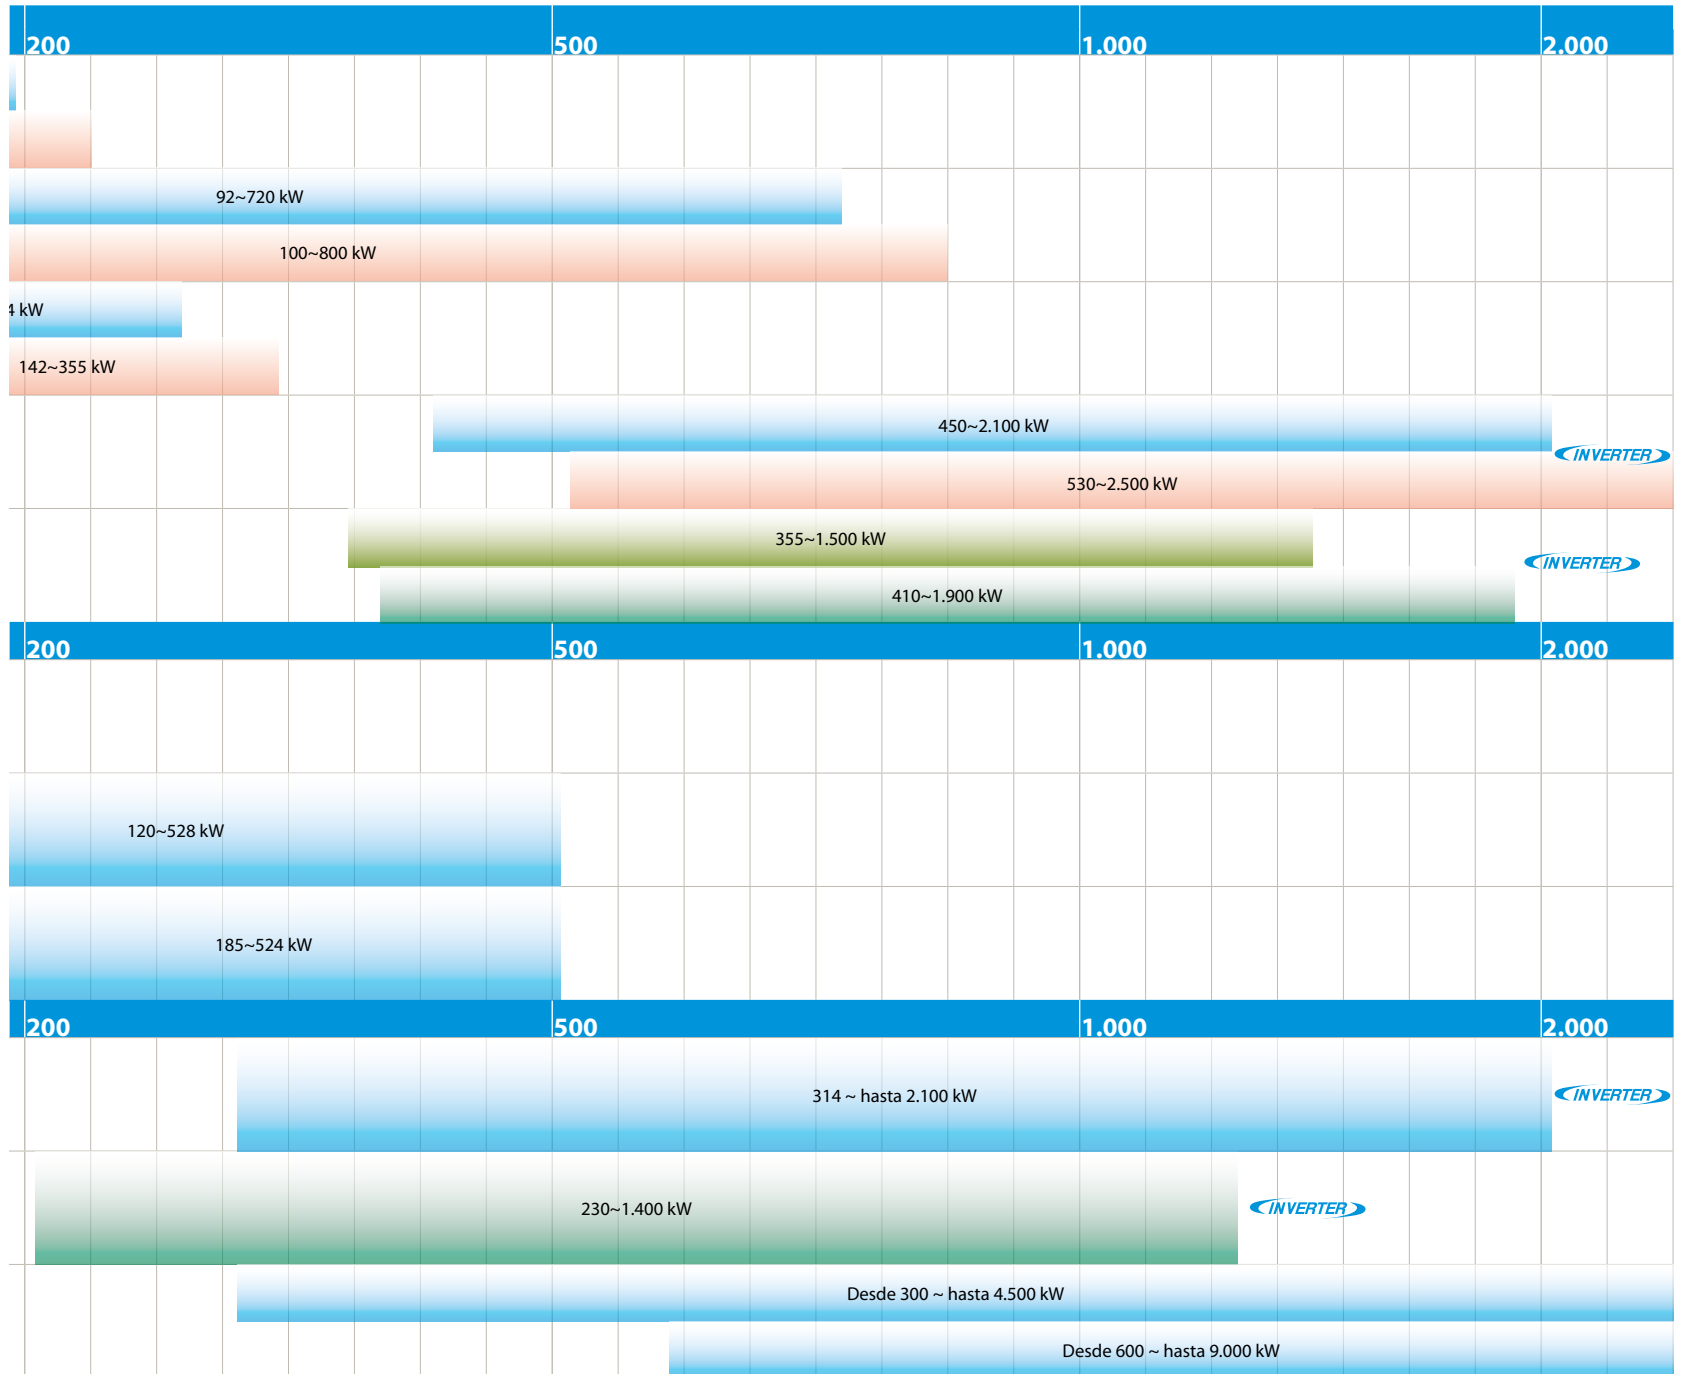 200 500 1.000 2.000
92~720 kW
100~800 kW
4 kW
142~355 kW
450~2.100 kW
INVERTER
530~2.500 kW
355~1.500 kW
INVERTER
410~1.900 kW
200 500 1.000 2.000
120~528 kW
185~524 kW
200 500 1.000 2.000
314 ~ hasta 2.100 kW
INVERTER
230~1.400 kW
INVERTER
Desde 300 ~ hasta 4.500 kW
Desde 600 ~ hasta 9.000 kW